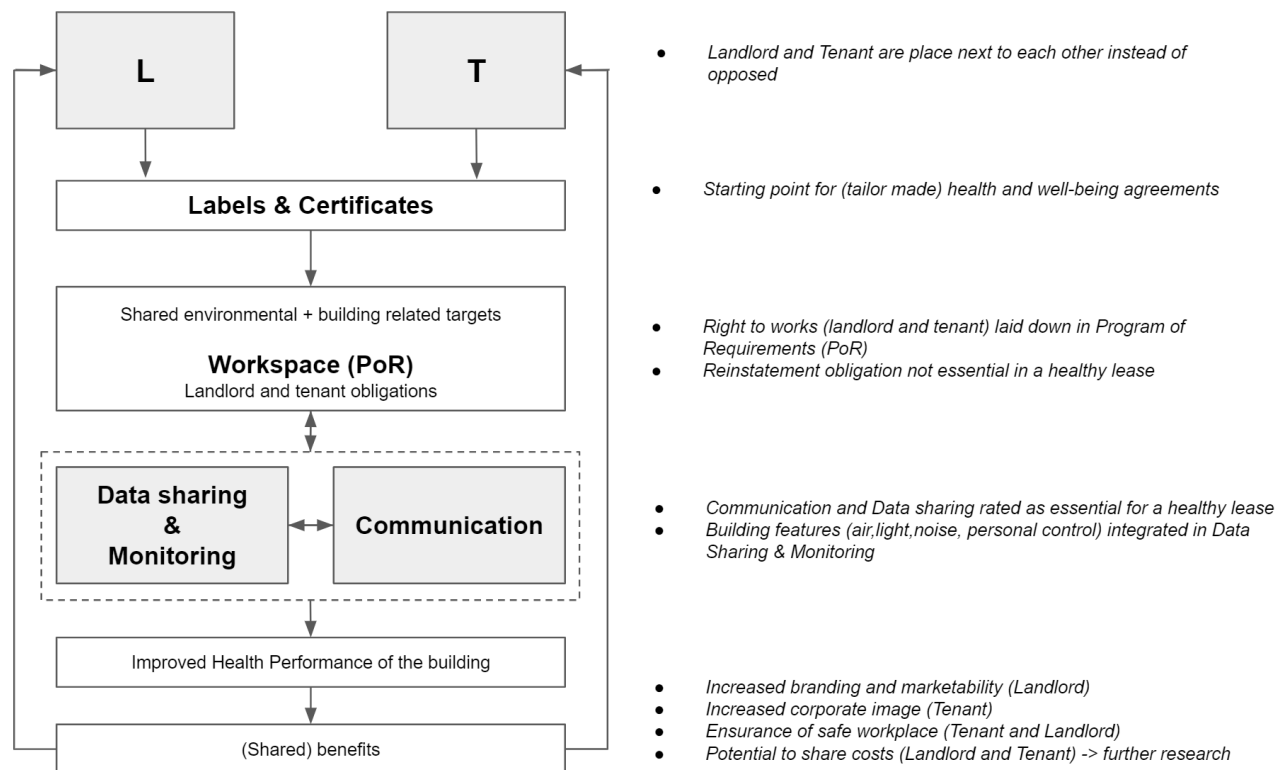 L
T
● Landlord and Tenant are place next to each other instead of
opposed
Labels & Certificates
● Starting point for (tailor made) health and well-being agreements
Shared environmental + building related targets
Workspace (PoR)
Landlord and tenant obligations
● Right to works (landlord and tenant) laid down in Program of
Requirements (PoR)
● Reinstatement obligation not essential in a healthy lease
Data sharing
&
Monitoring
Communication
● Communication and Data sharing rated as essential for a healthy lease
● Building features (air,light,noise, personal control) integrated in Data
Sharing & Monitoring
Improved Health Performance of the building
(Shared) benefits
● Increased branding and marketability (Landlord)
● Increased corporate image (Tenant)
● Ensurance of safe workplace (Tenant and Landlord)
● Potential to share costs (Landlord and Tenant) -> further research